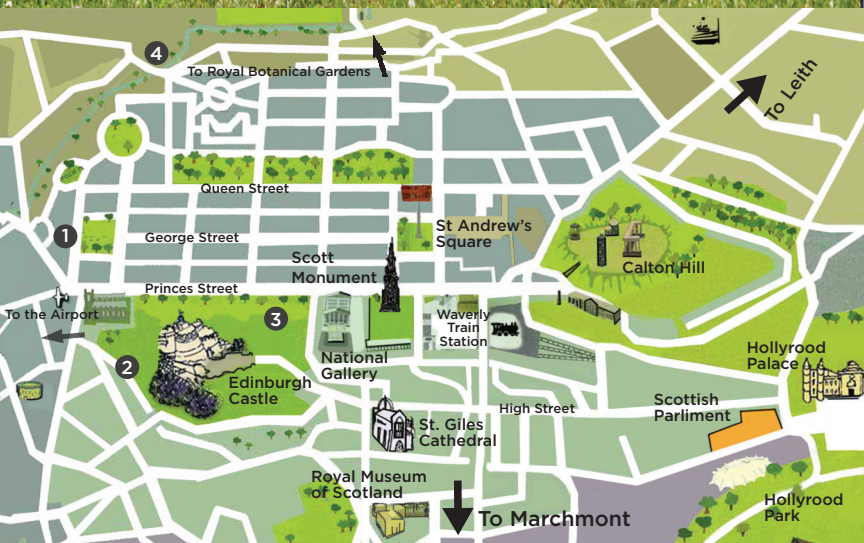 4
To Royal Botanical Gardens
To Leith
Queen Street
1
George Street
St Andrew's
Square
Scott
Monument
Calton Hill
Princes Street
To the Airport
3
Waverly
Train
Station
2
National
Gallery
Edinburgh
Castle
Hollyrood
Palace
High Street
Scottish
Parliment
St. Giles
Cathedral
Royal Museum
of Scotland
To Marchmont
Hollyrood
Park